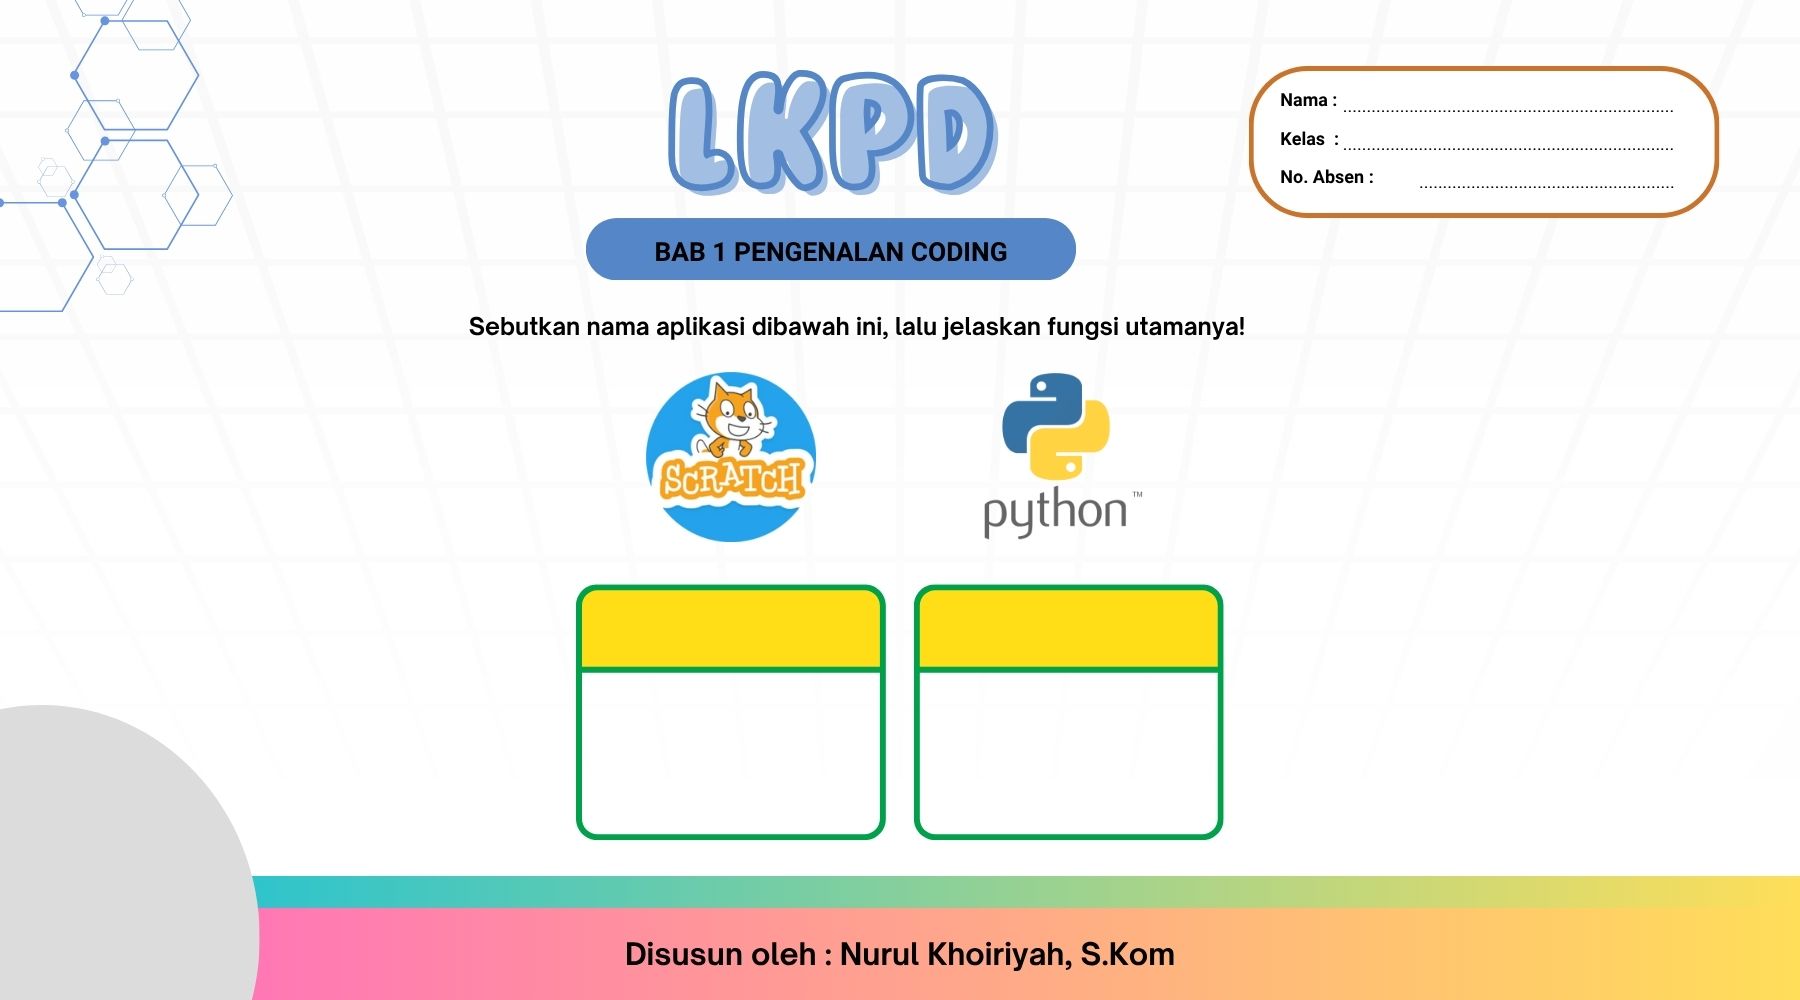 LKPD
Nama : ....................................................................
Kelas : ....................................................................
No. Absen : ....................................................
BAB 1 PENGENALAN CODING
Sebutkan nama aplikasi dibawah ini, lalu jelaskan fungsi utamanya!
SCRATCH
python™
Disusun oleh : Nurul Khoiriyah, S.Kom